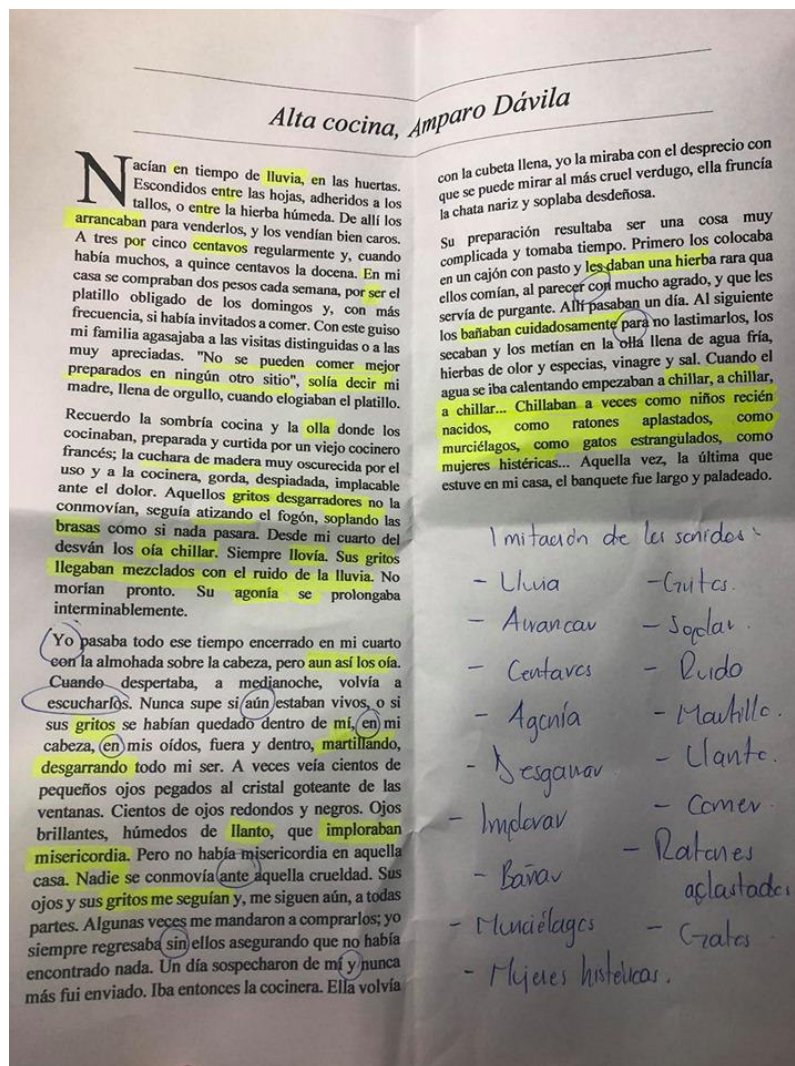 Alta cocina, Amparo Dávila
Nacían en tiempo de lluvia, en las huertas.
Escondidos entre las hojas, adheridos a los
tallos, o entre la hierba húmeda. De allí los
arrancaban para venderlos, y los vendían bien caros.
A tres por cinco centavos regularmente y, cuando
había muchos, a quince centavos la docena. En mi
casa se compraban dos pesos cada semana, por ser el
platillo obligado de los domingos y, con más
frecuencia, si había invitados a comer. Con este guiso
mi familia agasajaba a las visitas distinguidas o a las
muy apreciadas. "No se pueden comer mejor
preparados en ningún otro sitio", solía decir mi
madre, llena de orgullo, cuando elogiaban el platillo.
Recuerdo la sombría cocina y la olla donde los
cocinaban, preparada y curtida por un viejo cocinero
francés; la cuchara de madera muy oscurecida por el
uso y a la cocinera, gorda, despiadada, implacable
ante el dolor. Aquellos gritos desgarradores no la
conmovían, seguía atizando el fogón, soplando las
brasas como si nada pasara. Desde mi cuarto del
desván los oía chillar. Siempre llovía. Sus gritos
llegaban mezclados con el ruido de la lluvia. No
morían pronto. Su agonía se prolongaba
interminablemente.
Yo pasaba todo ese tiempo encerrado en mi cuarto
con la almohada sobre la cabeza, pero aun así los oía.
Cuando despertaba, a medianoche, volvía a
escucharlos. Nunca supe si aún estaban vivos, o si
sus gritos se habían quedado dentro de mí, en mi
cabeza, en mis oídos, fuera y dentro, martillando,
desgarrando todo mi ser. A veces veía cientos de
pequeños ojos pegados al cristal goteante de las
ventanas. Cientos de ojos redondos y negros. Ojos
brillantes, húmedos de llanto, que imploraban
misericordia. Pero no había misericordia en aquella
casa. Nadie se conmovía ante aquella crueldad. Sus
ojos y sus gritos me seguían y, me siguen aún, a todas
partes. Algunas veces me mandaron a comprarlos; yo
siempre regresaba sin ellos asegurando que no había
encontrado nada. Un día sospecharon de mí y nunca
más fui enviado. Iba entonces la cocinera. Ella volvía
con la cubeta llena, yo la miraba con el desprecio con
que se puede mirar al más cruel verdugo, ella fruncía
la chata nariz y soplaba desdeñosa.
Su preparación resultaba ser una cosa muy
complicada y tomaba tiempo. Primero los colocaba
en un cajón con pasto y les daban una hierba rara qua
ellos comían, al parecer con mucho agrado, y que les
servía de purgante. Allí pasaban un día. Al siguiente
los bañaban cuidadosamente para no lastimarlos, los
secaban y los metían en la olla llena de agua fría,
hierbas de olor y especias, vinagre y sal. Cuando el
agua se iba calentando empezaban a chillar, a chillar,
a chillar... Chillaban a veces como niños recién
nacidos, como ratones aplastados, como
murciélagos, como gatos estrangulados, como
mujeres histéricas... Aquella vez, la última que
estuve en mi casa, el banquete fue largo y paladeado.
Imitación de los sonidos:
- Lluvia
- Arrancar
- Centavos
- Agonía
- Desgarrar
- Implorar
- Bañar
- Murciélagos
- Mujeres histéricas.
- Gritos.
- Soplar.
- Ruido
- Martillo.
- Llanto.
- Comer.
- Ratones
aplastados
- Gatos